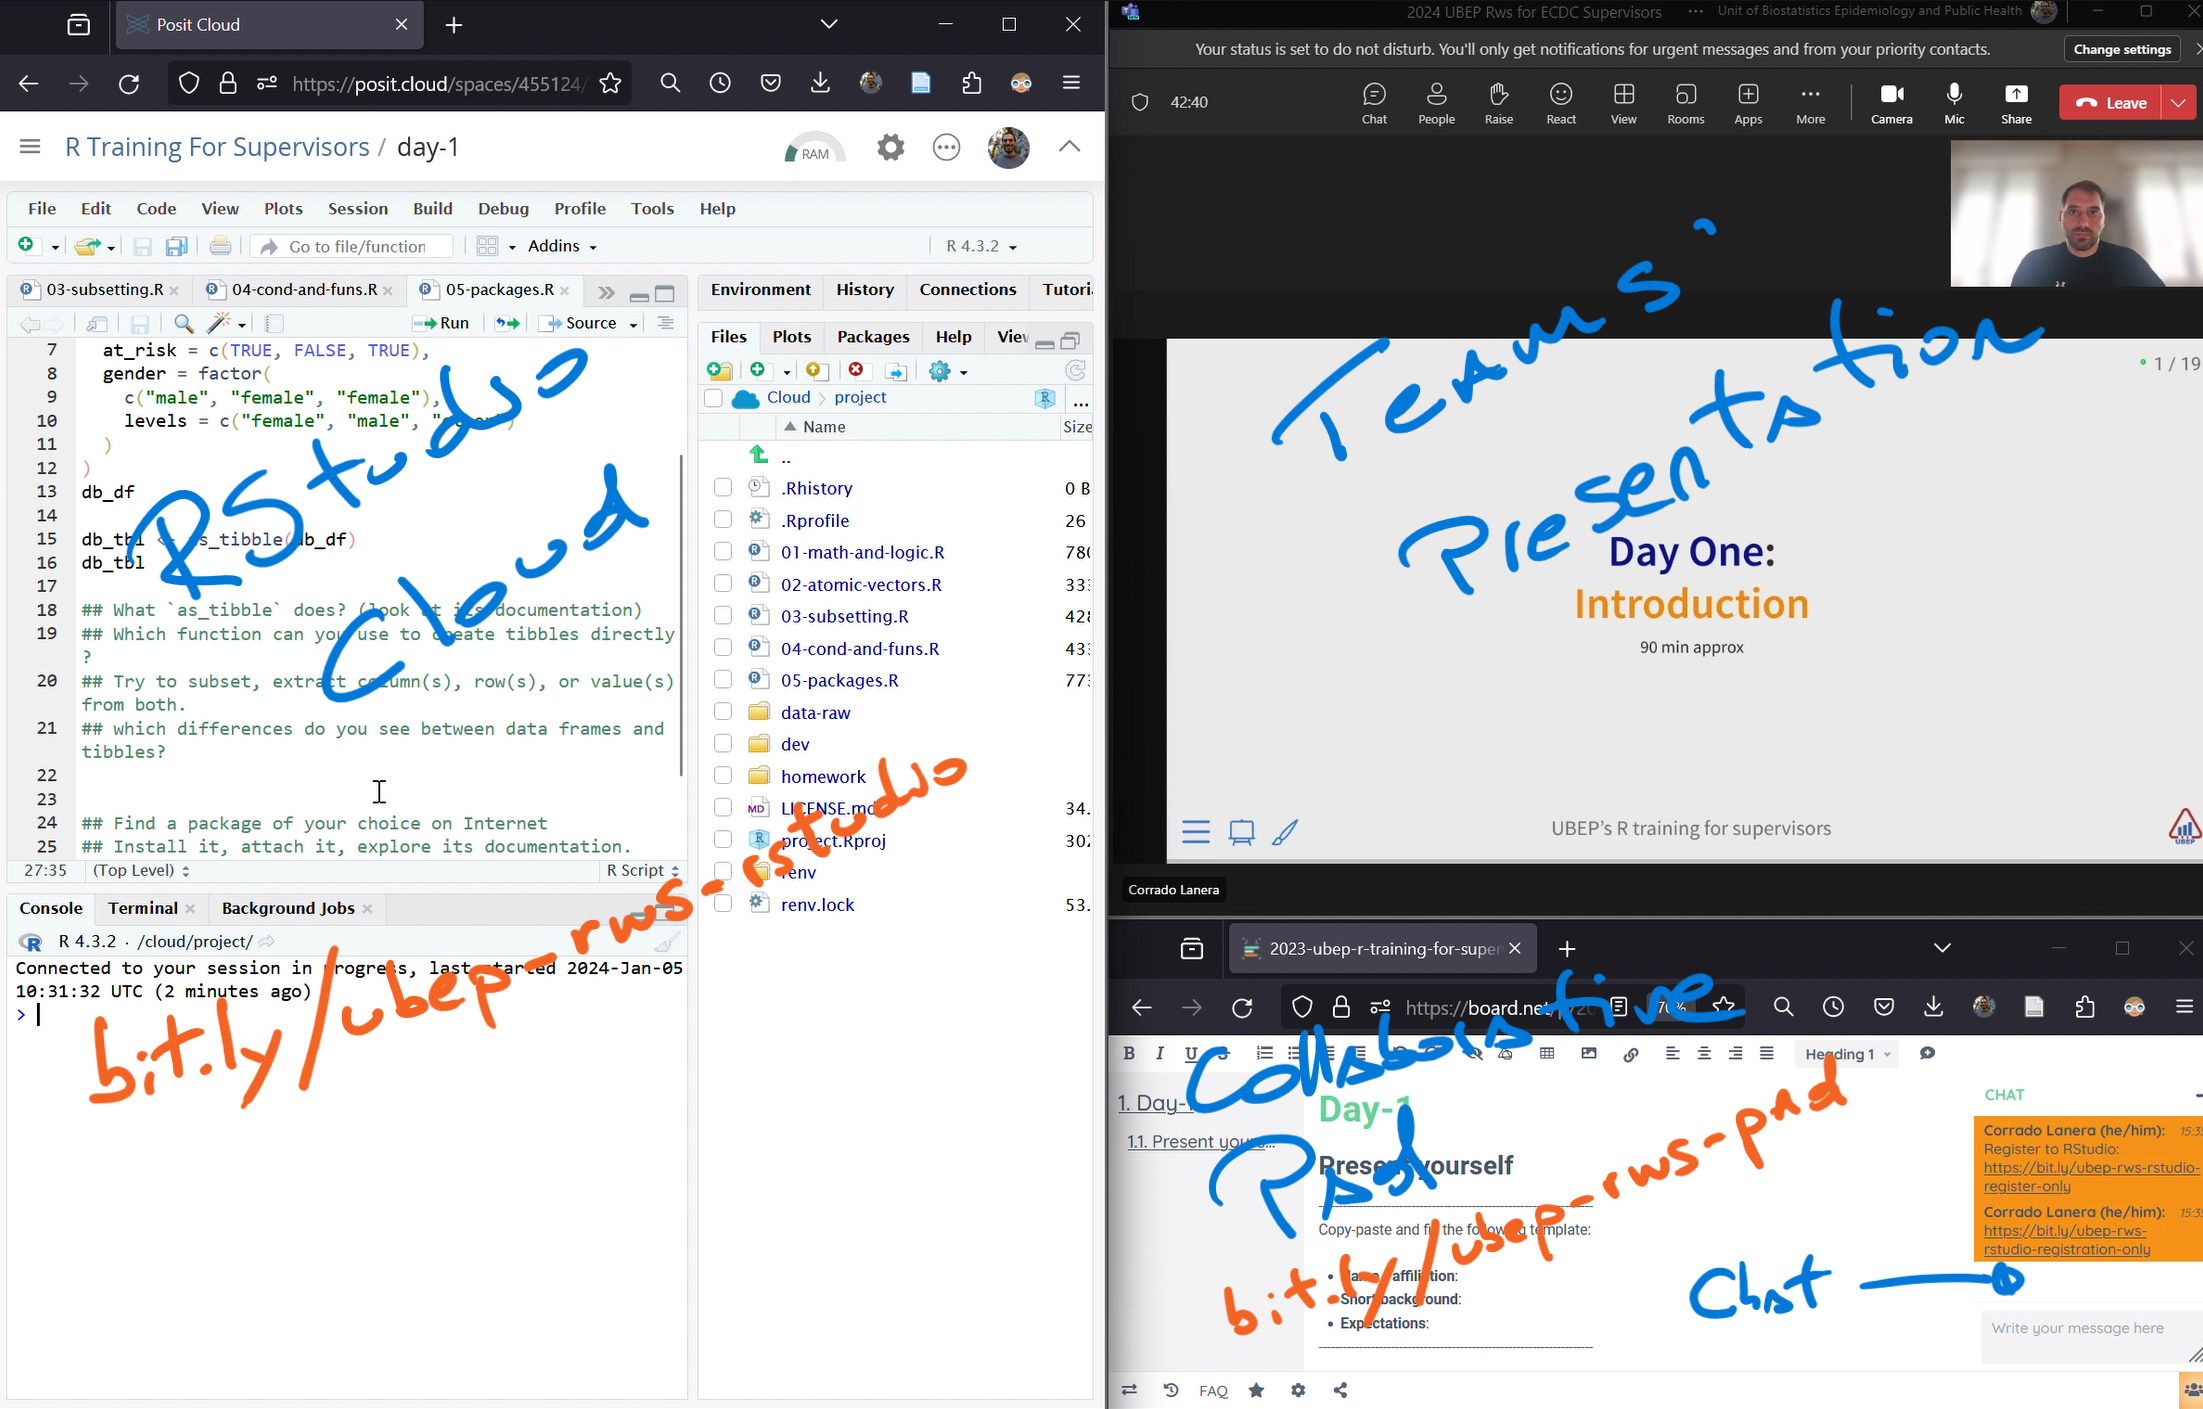 Posit Cloud
https://posit.cloud/spaces/455124/
R Training For Supervisors / day-1
RAM
File Edit Code View Plots Session Build Debug Profile Tools Help
Go to file/function
Addins
R 4.3.2
03-subsetting.R
04-cond-and-funs.R
05-packages.R
Run
Source
7 at_risk = c(TRUE, FALSE, TRUE),
8 gender = factor(
9 c("male", "female", "female"),
10 levels = c("female", "male",
11 )
12 )
13 db_df
14
15 db_tbl <- as_tibble(db_df)
16 db_tbl
17
18 ## What `as_tibble` does? (look at its documentation)
19 ## Which function can you use to create tibbles directly
?
20 ## Try to subset, extract column(s), row(s), or value(s)
from both.
21 ## which differences do you see between data frames and
tibbles?
22
23
24 ## Find a package of your choice on Internet
25 ## Install it, attach it, explore its documentation.
27:35 (Top Level) R Script
RStudio
Cloud
Console Terminal Background Jobs
R 4.3.2 · /cloud/project/
Connected to your session in progress, last started 2024-Jan-05
10:31:32 UTC (2 minutes ago)
>
bit.ly/ubep-rws-rstudio
Environment History Connections Tutori
Files Plots Packages Help View
Cloud project
...
Name Size
..
.Rhistory 0 B
.Rprofile 26
01-math-and-logic.R 780
02-atomic-vectors.R 333
03-subsetting.R 428
04-cond-and-funs.R 433
05-packages.R 773
data-raw
dev
homework
MD LICENSE.md 34.
project.Rproj 302
renv
renv.lock 53.
2024 UBEP Rws for ECDC Supervisors
Unit of Biostatistics Epidemiology and Public Health
Your status is set to do not disturb. You'll only get notifications for urgent messages and from your priority contacts.
Change settings
42:40
Chat People Raise React View Rooms Apps More Camera Mic Share
Leave
Teams
Presentation
1 / 19
Day One:
Introduction
90 min approx
UBEP's R training for supervisors
UBEP
Corrado Lanera
2023-ubep-r-training-for-super
https://board.net/p/20
70%
B I U S
Heading 1
Collaborative
Pad
1. Day-1
1.1. Present yours...
Day-1
Present yourself
Copy-paste and fill the following template:
Name, affiliation:
Short background:
Expectations:
bit.ly/ubep-rws-pad
Chat
CHAT
Corrado Lanera (he/him): 15:35
Register to RStudio:
https://bit.ly/ubep-rws-rstudio-
register-only
Corrado Lanera (he/him): 15:35
https://bit.ly/ubep-rws-
rstudio-registration-only
Write your message here
FAQ